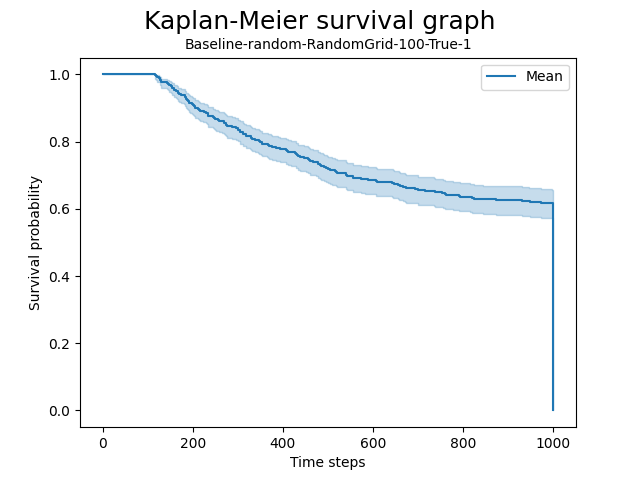 Kaplan-Meier survival graph
Baseline-random-RandomGrid-100-True-1
Mean
Survival probability
1.0
0.8
0.6
0.4
0.2
0.0
0 200 400 600 800 1000
Time steps